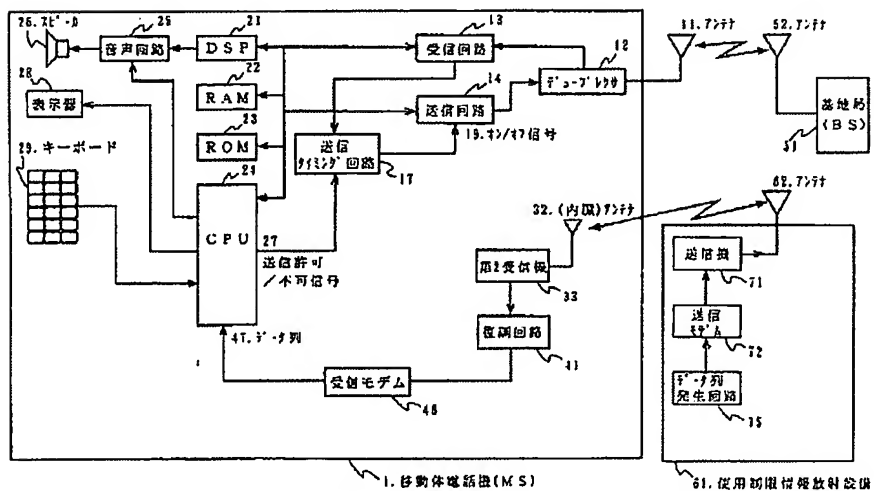 26.スピーカ
25
音声回路
21
DSP
13
受信回路
12
デュープレクサ
11.アンテナ
52.アンテナ
22
RAM
14
送信回路
19.オン/オフ信号
28
表示器
23
ROM
送信
タイミング回路
17
基地局
(BS)
51
29.キーボード
24
CPU
27
送信許可
/不可信号
32.(内蔵)アンテナ
62.アンテナ
第2受信機
33
送信機
71
復調回路
41
送信
モデム
72
47.データ列
受信モデム
46
データ列
発生回路
75
1.移動体電話機(MS)
61.使用制限情報放射設備